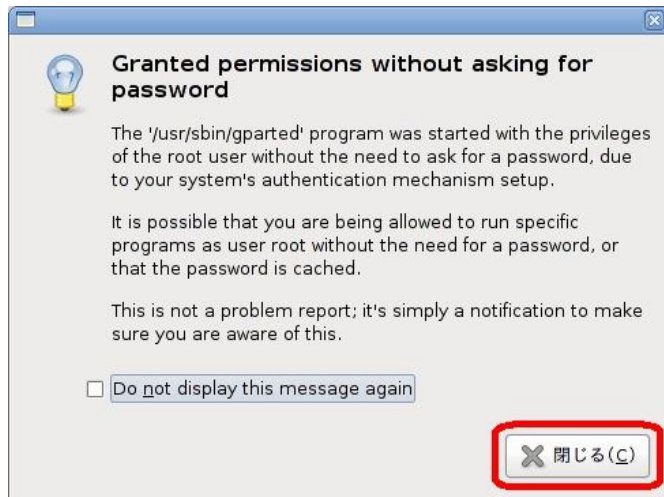 Granted permissions without asking for
password
The '/usr/sbin/gparted' program was started with the privileges
of the root user without the need to ask for a password, due
to your system's authentication mechanism setup.
It is possible that you are being allowed to run specific
programs as user root without the need for a password, or
that the password is cached.
This is not a problem report; it's simply a notification to make
sure you are aware of this.
Do not display this message again
閉じる(C)